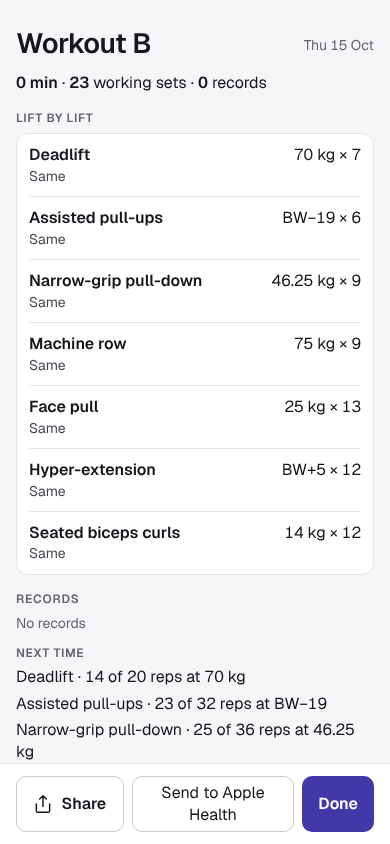 Workout B
Thu 15 Oct
0 min · 23 working sets · 0 records
LIFT BY LIFT
Deadlift
70 kg × 7
Same
Assisted pull-ups
BW−19 × 6
Same
Narrow-grip pull-down
46.25 kg × 9
Same
Machine row
75 kg × 9
Same
Face pull
25 kg × 13
Same
Hyper-extension
BW+5 × 12
Same
Seated biceps curls
14 kg × 12
Same
RECORDS
No records
NEXT TIME
Deadlift · 14 of 20 reps at 70 kg
Assisted pull-ups · 23 of 32 reps at BW−19
Narrow-grip pull-down · 25 of 36 reps at 46.25
kg
Share
Send to Apple
Health
Done